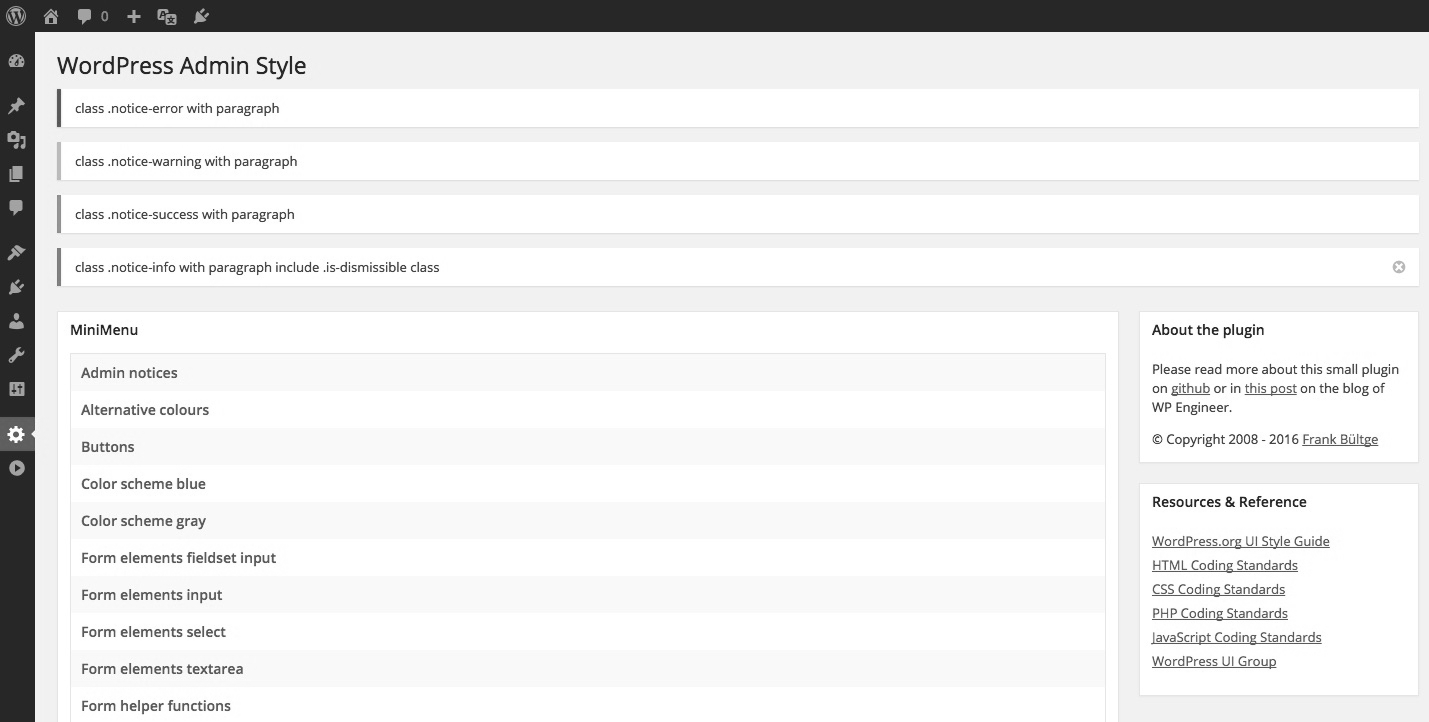 0
WordPress Admin Style
class .notice-error with paragraph
class .notice-warning with paragraph
class .notice-success with paragraph
class .notice-info with paragraph include .is-dismissible class
MiniMenu
Admin notices
Alternative colours
Buttons
Color scheme blue
Color scheme gray
Form elements fieldset input
Form elements input
Form elements select
Form elements textarea
Form helper functions
About the plugin
Please read more about this small plugin
on github or in this post on the blog of
WP Engineer.
© Copyright 2008 - 2016 Frank Bültge
Resources & Reference
WordPress.org UI Style Guide
HTML Coding Standards
CSS Coding Standards
PHP Coding Standards
JavaScript Coding Standards
WordPress UI Group